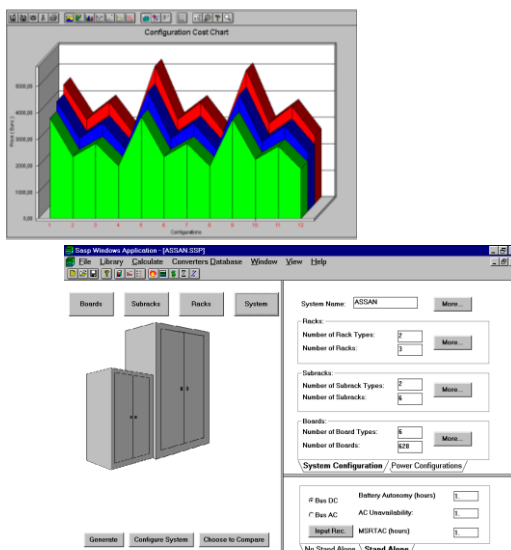 Configuration Cost Chart
Price ( Euro )
5000,00
4000,00
3000,00
2000,00
1000,00
0,00
1 2 3 4 5 6 7 8 9 10 11 12
Configurations
Sasp Windows Application - [ASSAN.SSP]
File Library Calculate Converters Database Window View Help
Boards Subracks Racks System
System Name: ASSAN More...
Racks:
Number of Rack Types: 2
Number of Racks: 3
More...
Subracks:
Number of Subrack Types: 2
Number of Subracks: 6
More...
Boards:
Number of Board Types: 6
Number of Boards: 628
More...
System Configuration Power Configurations
Bus DC
Bus AC
Input Rec.
Battery Autonomy (hours) 1.
AC Unavailability: 1.
MSRTAC (hours) 1.
No Stand Alone Stand Alone
Generate Configure System Choose to Compare